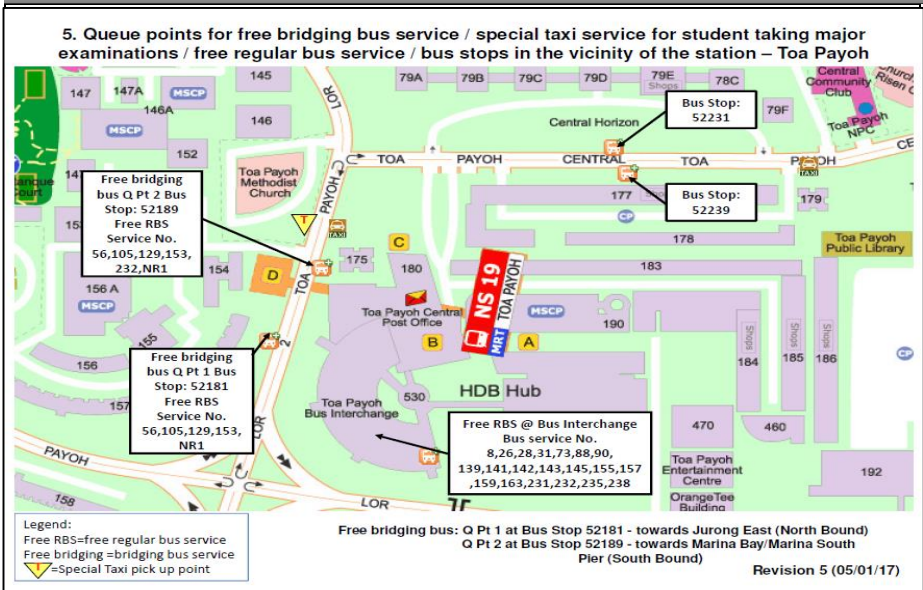 5. Queue points for free bridging bus service / special taxi service for student taking major
examinations / free regular bus service / bus stops in the vicinity of the station – Toa Payoh
147
147A
MSCP
146A
MSCP
145
146
152
LOR
79A
79B
79C
79D
79E
Shops
78C
79F
Central
Community
Club
Toa Payoh
NPC
Central Horizon
Bus Stop:
52231
TOA
PAYOH
CENTRAL
TOA
PAYOH
Bus Stop:
52239
Free bridging
bus Q Pt 2 Bus
Stop: 52189
Free RBS
Service No.
56,105,129,153,
232,NR1
Toa Payoh
Methodist
Church
PAYOH
T
TAXI
TAXI
177
CP
179
178
Toa Payoh
Public Library
C
175
180
183
D
TOA
154
156 A
MSCP
155
156
157
158
Toa Payoh Central
Post Office
B
NS 19
TOA PAYOH
MRT
A
MSCP
190
Shops
184
Shops
185
Shops
186
CP
2
Free bridging
bus Q Pt 1 Bus
Stop: 52181
Free RBS
Service No.
56,105,129,153,
NR1
LOR
Toa Payoh
Bus Interchange
530
HDB Hub
Free RBS @ Bus Interchange
Bus service No.
8,26,28,31,73,88,90,
139,141,142,143,145,155,157
,159,163,231,232,235,238
470
460
Toa Payoh
Entertainment
Centre
OrangeTee
Building
192
PAYOH
LOR
Legend:
Free RBS=free regular bus service
Free bridging =bridging bus service
T =Special Taxi pick up point
Free bridging bus: Q Pt 1 at Bus Stop 52181 - towards Jurong East (North Bound)
Q Pt 2 at Bus Stop 52189 - towards Marina Bay/Marina South
Pier (South Bound)
Revision 5 (05/01/17)